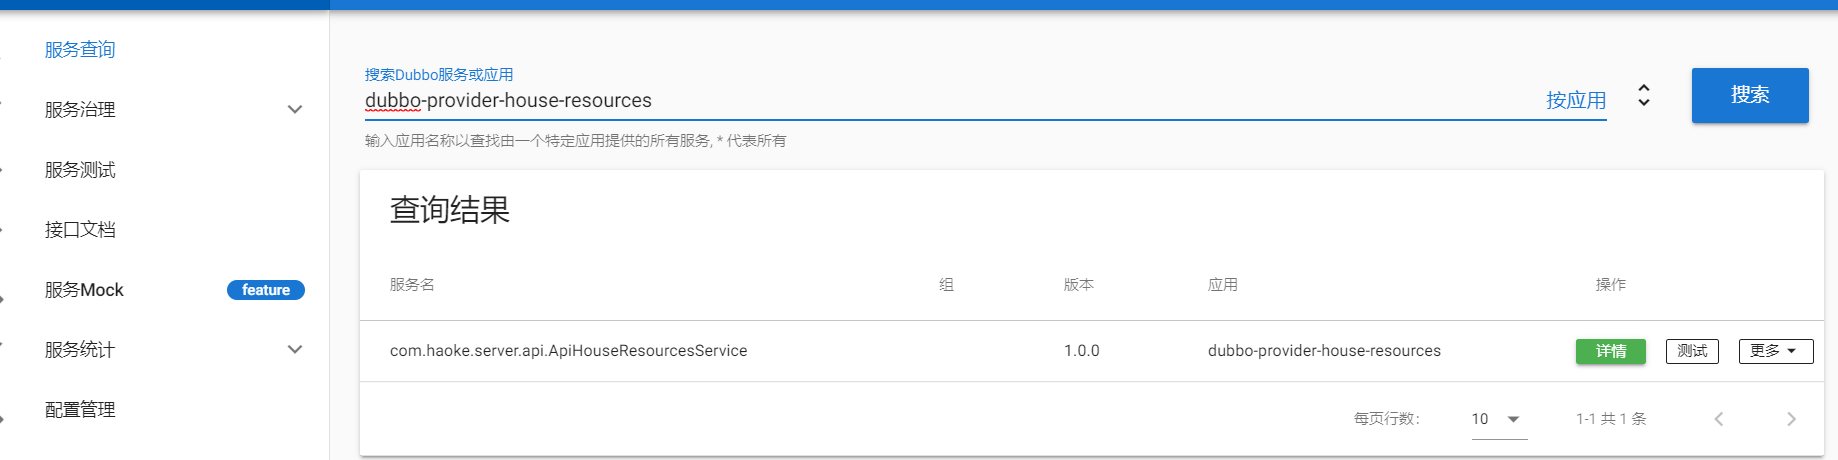 服务查询
服务治理
服务测试
接口文档
服务Mock feature
服务统计
配置管理
搜索Dubbo服务或应用
dubbo-provider-house-resources 按应用 搜索
输入应用名称以查找由一个特定应用提供的所有服务, * 代表所有
查询结果
服务名 组 版本 应用 操作
com.haoke.server.api.ApiHouseResourcesService 1.0.0 dubbo-provider-house-resources 详情 测试 更多
每页行数: 10 1-1 共 1 条